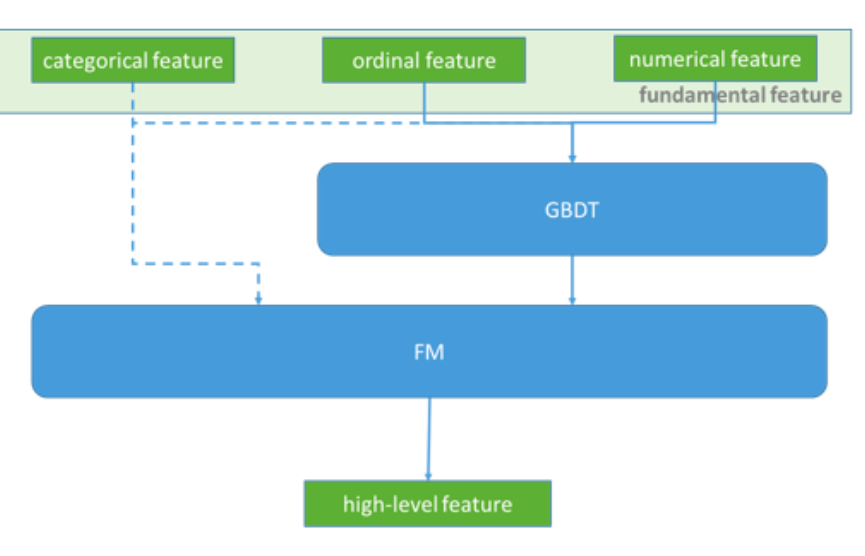 categorical feature
ordinal feature
numerical feature
fundamental feature
GBDT
FM
high-level feature